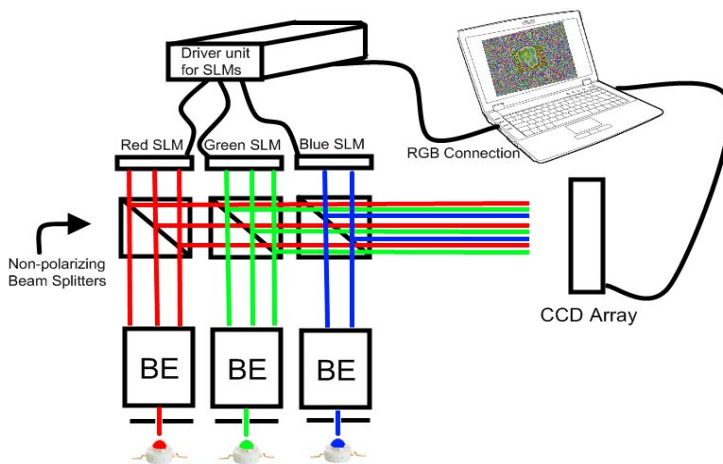 Driver unit
for SLMs
Red SLM
Green SLM
Blue SLM
RGB Connection
Non-polarizing
Beam Splitters
CCD Array
BE
BE
BE